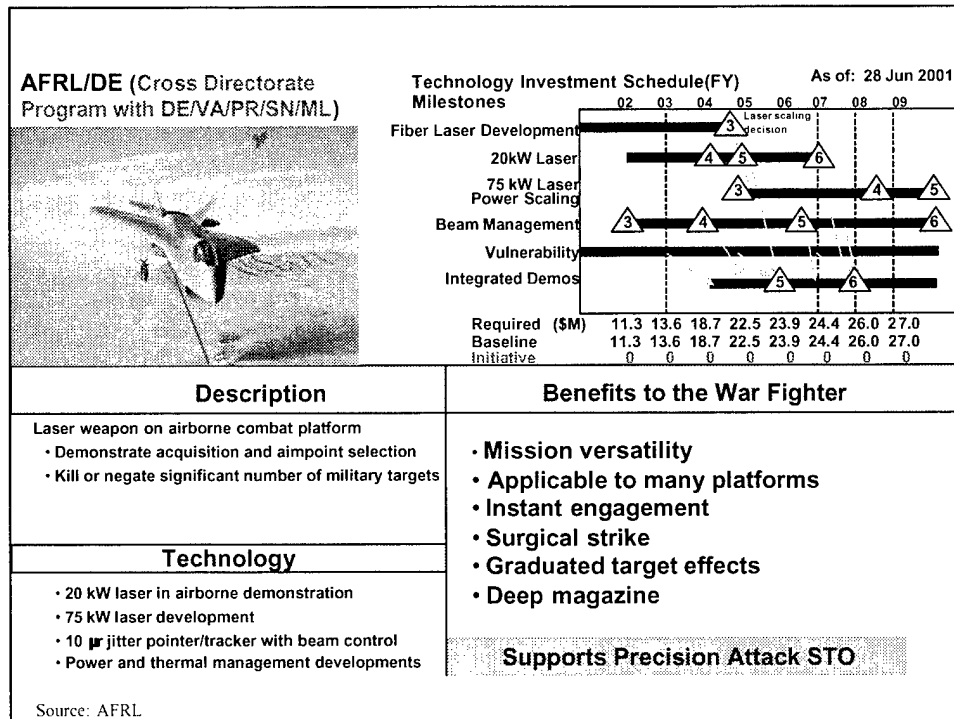 AFRL/DE (Cross Directorate
Program with DE/VA/PR/SN/ML)
Technology Investment Schedule(FY)
As of: 28 Jun 2001
Milestones 02 03 04 05 06 07 08 09
Fiber Laser Development 3 Laser scaling
decision
20kW Laser 4 5 6
75 kW Laser
Power Scaling 3 4 5
Beam Management 3 4 5 6
Vulnerability
Integrated Demos 5 6
Required ($M) 11.3 13.6 18.7 22.5 23.9 24.4 26.0 27.0
Baseline 11.3 13.6 18.7 22.5 23.9 24.4 26.0 27.0
Initiative 0 0 0 0 0 0 0 0
Description
Laser weapon on airborne combat platform
• Demonstrate acquisition and aimpoint selection
• Kill or negate significant number of military targets
Technology
• 20 kW laser in airborne demonstration
• 75 kW laser development
• 10 µr jitter pointer/tracker with beam control
• Power and thermal management developments
Benefits to the War Fighter
• Mission versatility
• Applicable to many platforms
• Instant engagement
• Surgical strike
• Graduated target effects
• Deep magazine
Supports Precision Attack STO
Source: AFRL